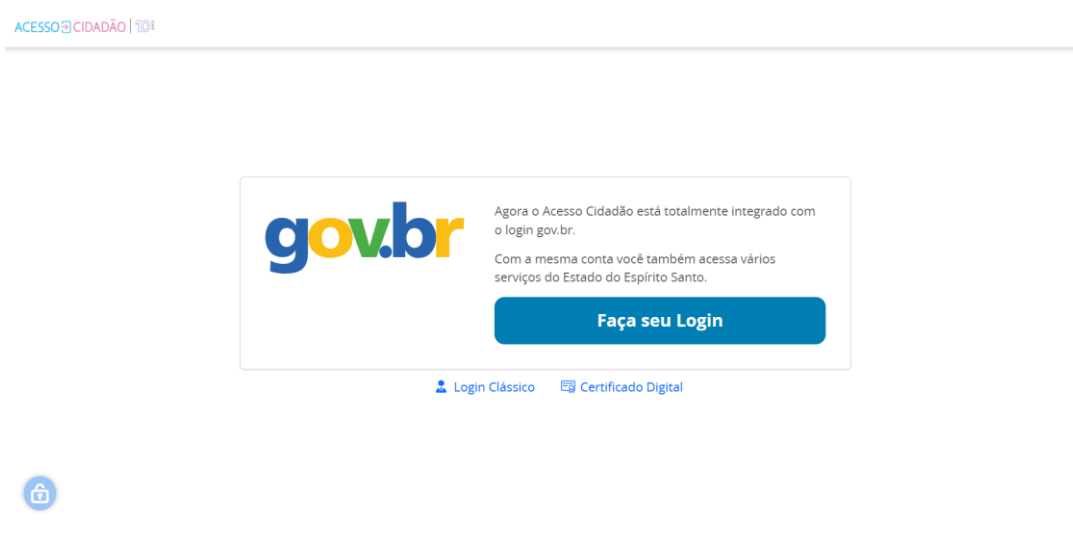 ACESSO CIDADÃO | 10
gov.br
Agora o Acesso Cidadão está totalmente integrado com
o login gov.br.
Com a mesma conta você também acessa vários
serviços do Estado do Espírito Santo.
Faça seu Login
Login Clássico
Certificado Digital